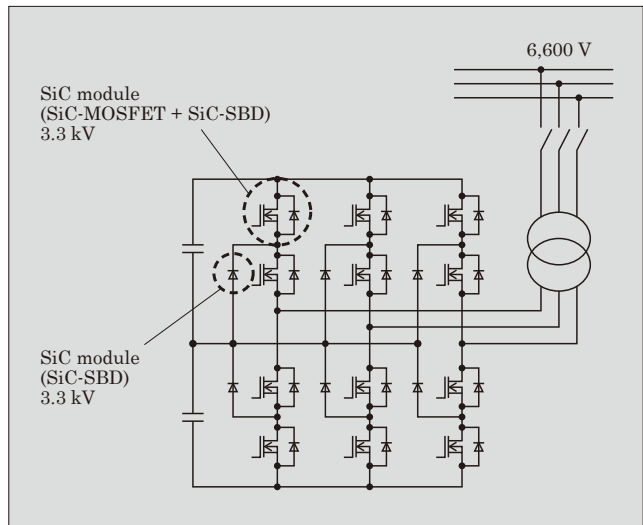 6,600 V
SiC module
(SiC-MOSFET + SiC-SBD)
3.3 kV
SiC module
(SiC-SBD)
3.3 kV